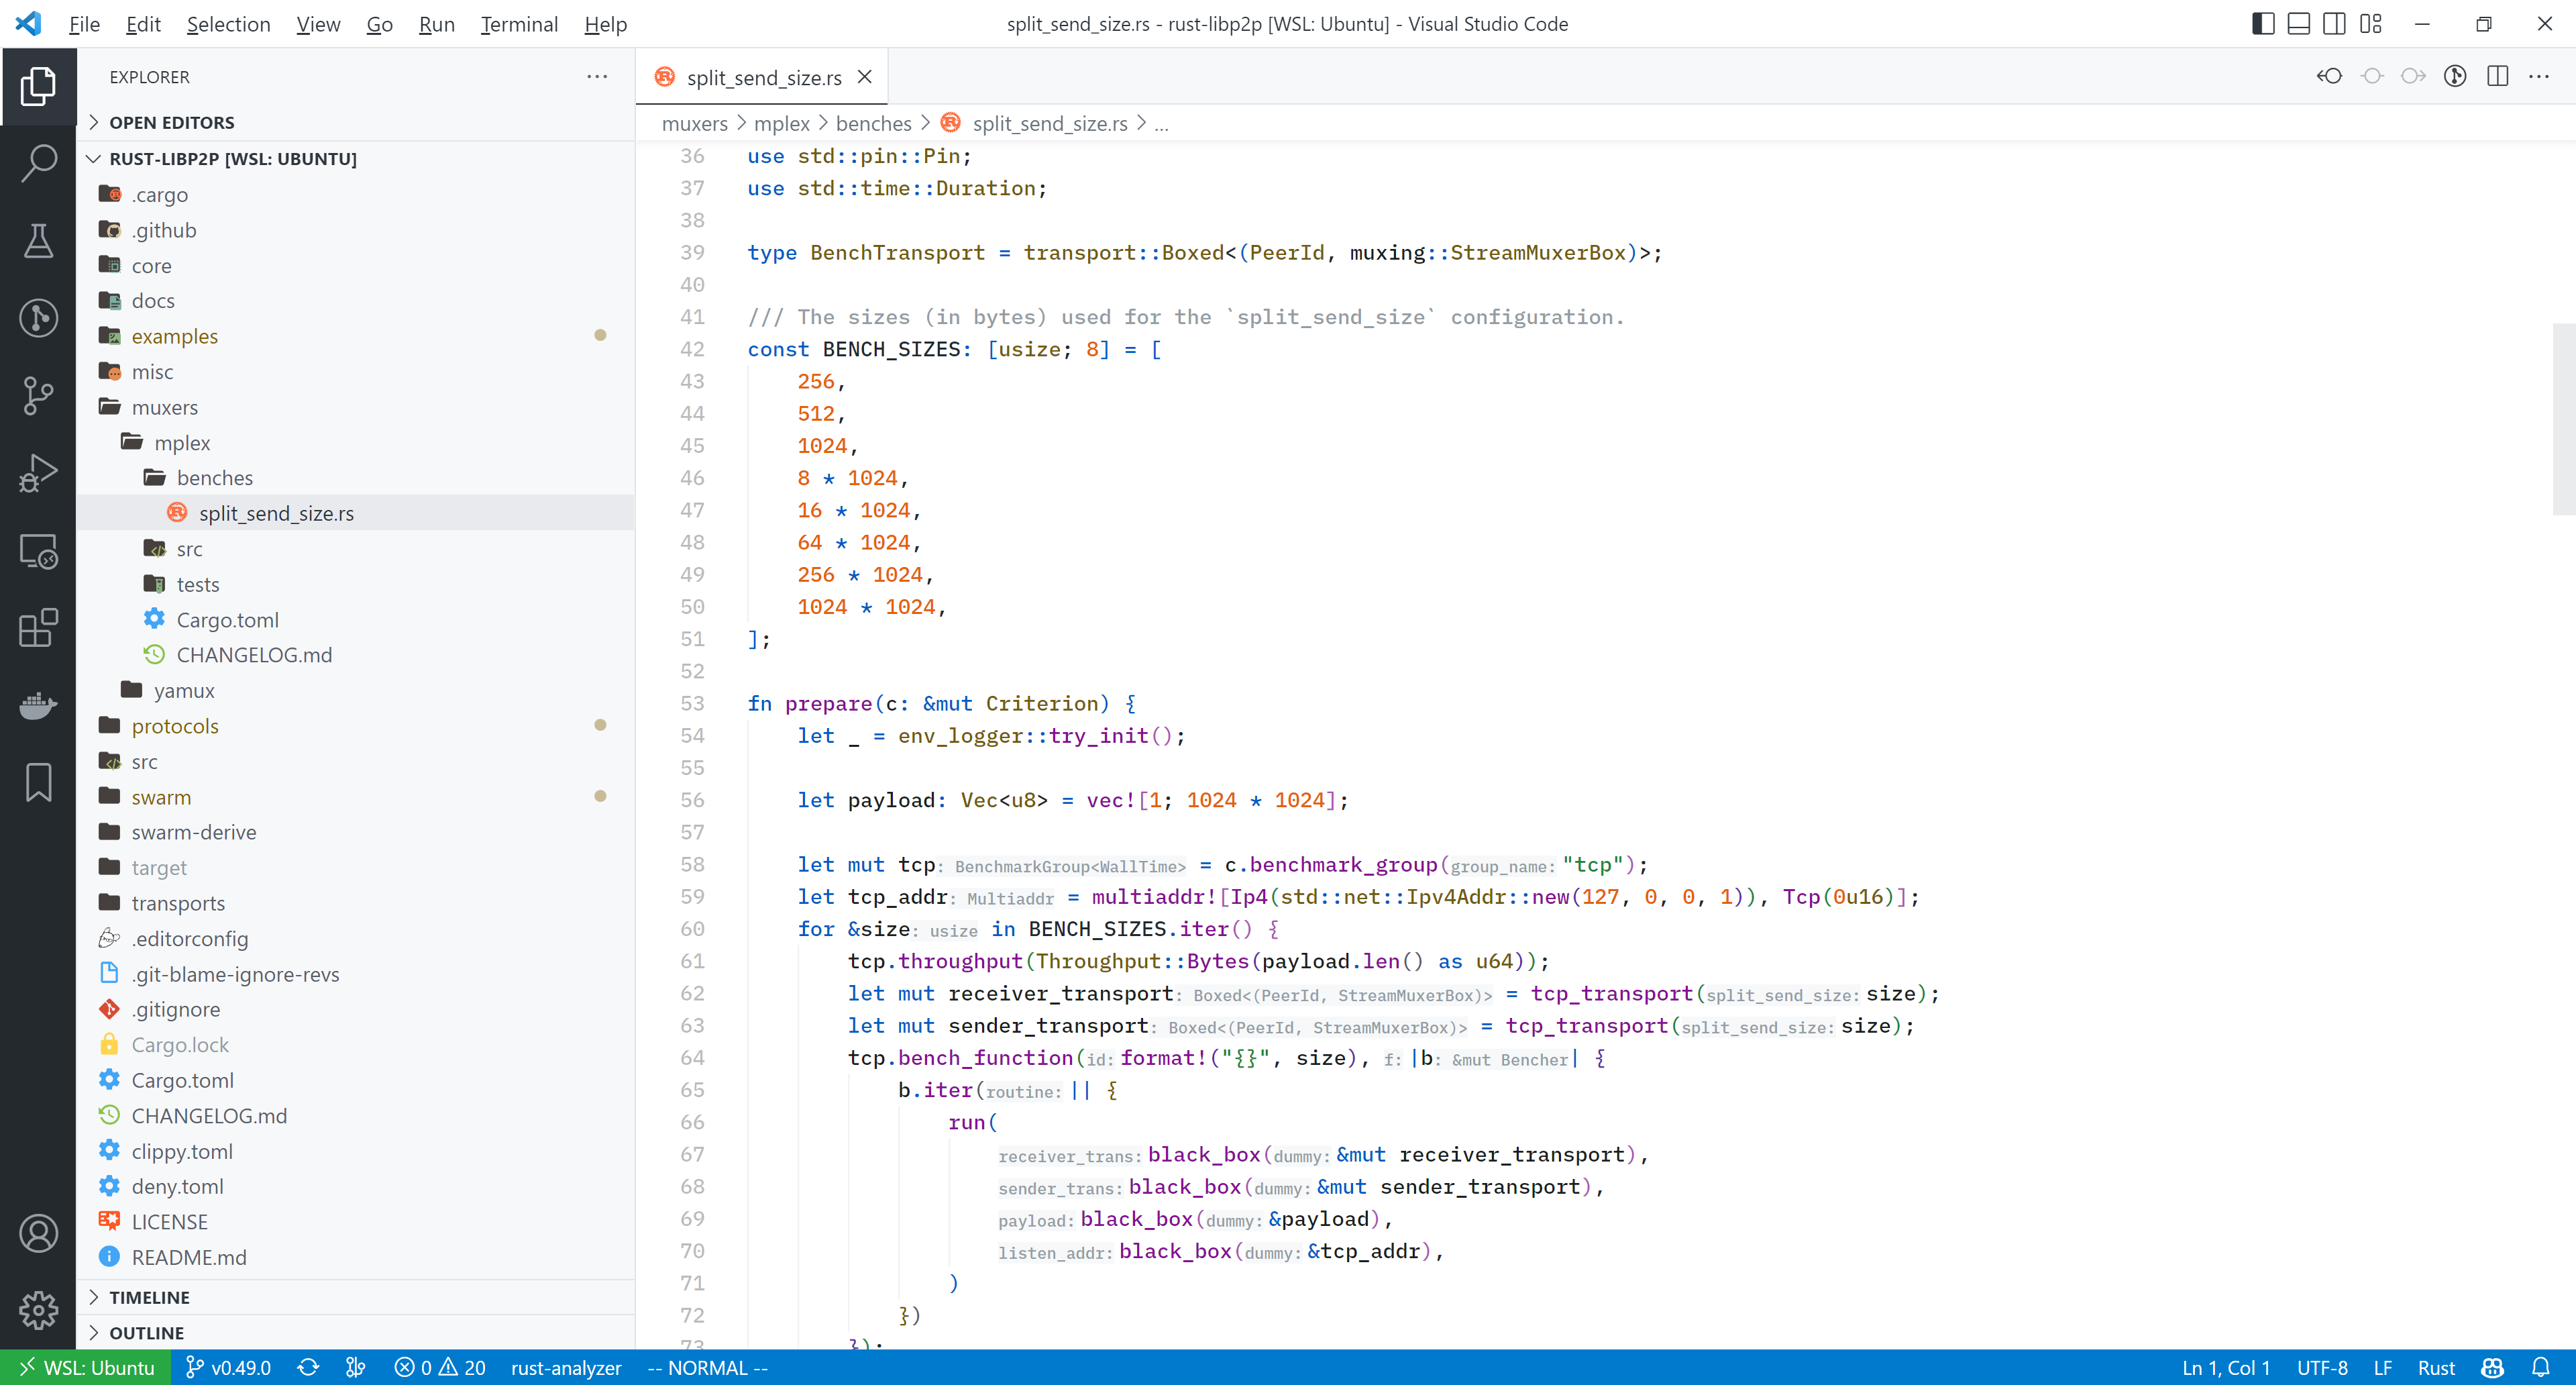 File Edit Selection View Go Run Terminal Help
split_send_size.rs - rust-libp2p [WSL: Ubuntu] - Visual Studio Code
EXPLORER
OPEN EDITORS
RUST-LIBP2P [WSL: UBUNTU]
.cargo
.github
core
docs
examples
misc
muxers
mplex
benches
split_send_size.rs
src
tests
Cargo.toml
CHANGELOG.md
yamux
protocols
src
swarm
swarm-derive
target
transports
.editorconfig
.git-blame-ignore-revs
.gitignore
Cargo.lock
Cargo.toml
CHANGELOG.md
clippy.toml
deny.toml
LICENSE
README.md
TIMELINE
OUTLINE
split_send_size.rs
muxers > mplex > benches > split_send_size.rs > ...
36 use std::pin::Pin;
37 use std::time::Duration;
38
39 type BenchTransport = transport::Boxed<(PeerId, muxing::StreamMuxerBox)>;
40
41 /// The sizes (in bytes) used for the `split_send_size` configuration.
42 const BENCH_SIZES: [usize; 8] = [
43     256,
44     512,
45     1024,
46     8 * 1024,
47     16 * 1024,
48     64 * 1024,
49     256 * 1024,
50     1024 * 1024,
51 ];
52
53 fn prepare(c: &mut Criterion) {
54     let _ = env_logger::try_init();
55
56     let payload: Vec<u8> = vec![1; 1024 * 1024];
57
58     let mut tcp: BenchmarkGroup<WallTime> = c.benchmark_group(group_name: "tcp");
59     let tcp_addr: Multiaddr = multiaddr![Ip4(std::net::Ipv4Addr::new(127, 0, 0, 1)), Tcp(0u16)];
60     for &size: usize in BENCH_SIZES.iter() {
61         tcp.throughput(Throughput::Bytes(payload.len() as u64));
62         let mut receiver_transport: Boxed<(PeerId, StreamMuxerBox)> = tcp_transport(split_send_size: size);
63         let mut sender_transport: Boxed<(PeerId, StreamMuxerBox)> = tcp_transport(split_send_size: size);
64         tcp.bench_function(id: format!("{}", size), f: |b: &mut Bencher| {
65             b.iter(routine: || {
66                 run(
67                     receiver_trans: black_box(dummy: &mut receiver_transport),
68                     sender_trans: black_box(dummy: &mut sender_transport),
69                     payload: black_box(dummy: &payload),
70                     listen_addr: black_box(dummy: &tcp_addr),
71                 )
72             })
73         });
WSL: Ubuntu v0.49.0 0 20 rust-analyzer -- NORMAL -- Ln 1, Col 1 UTF-8 LF Rust